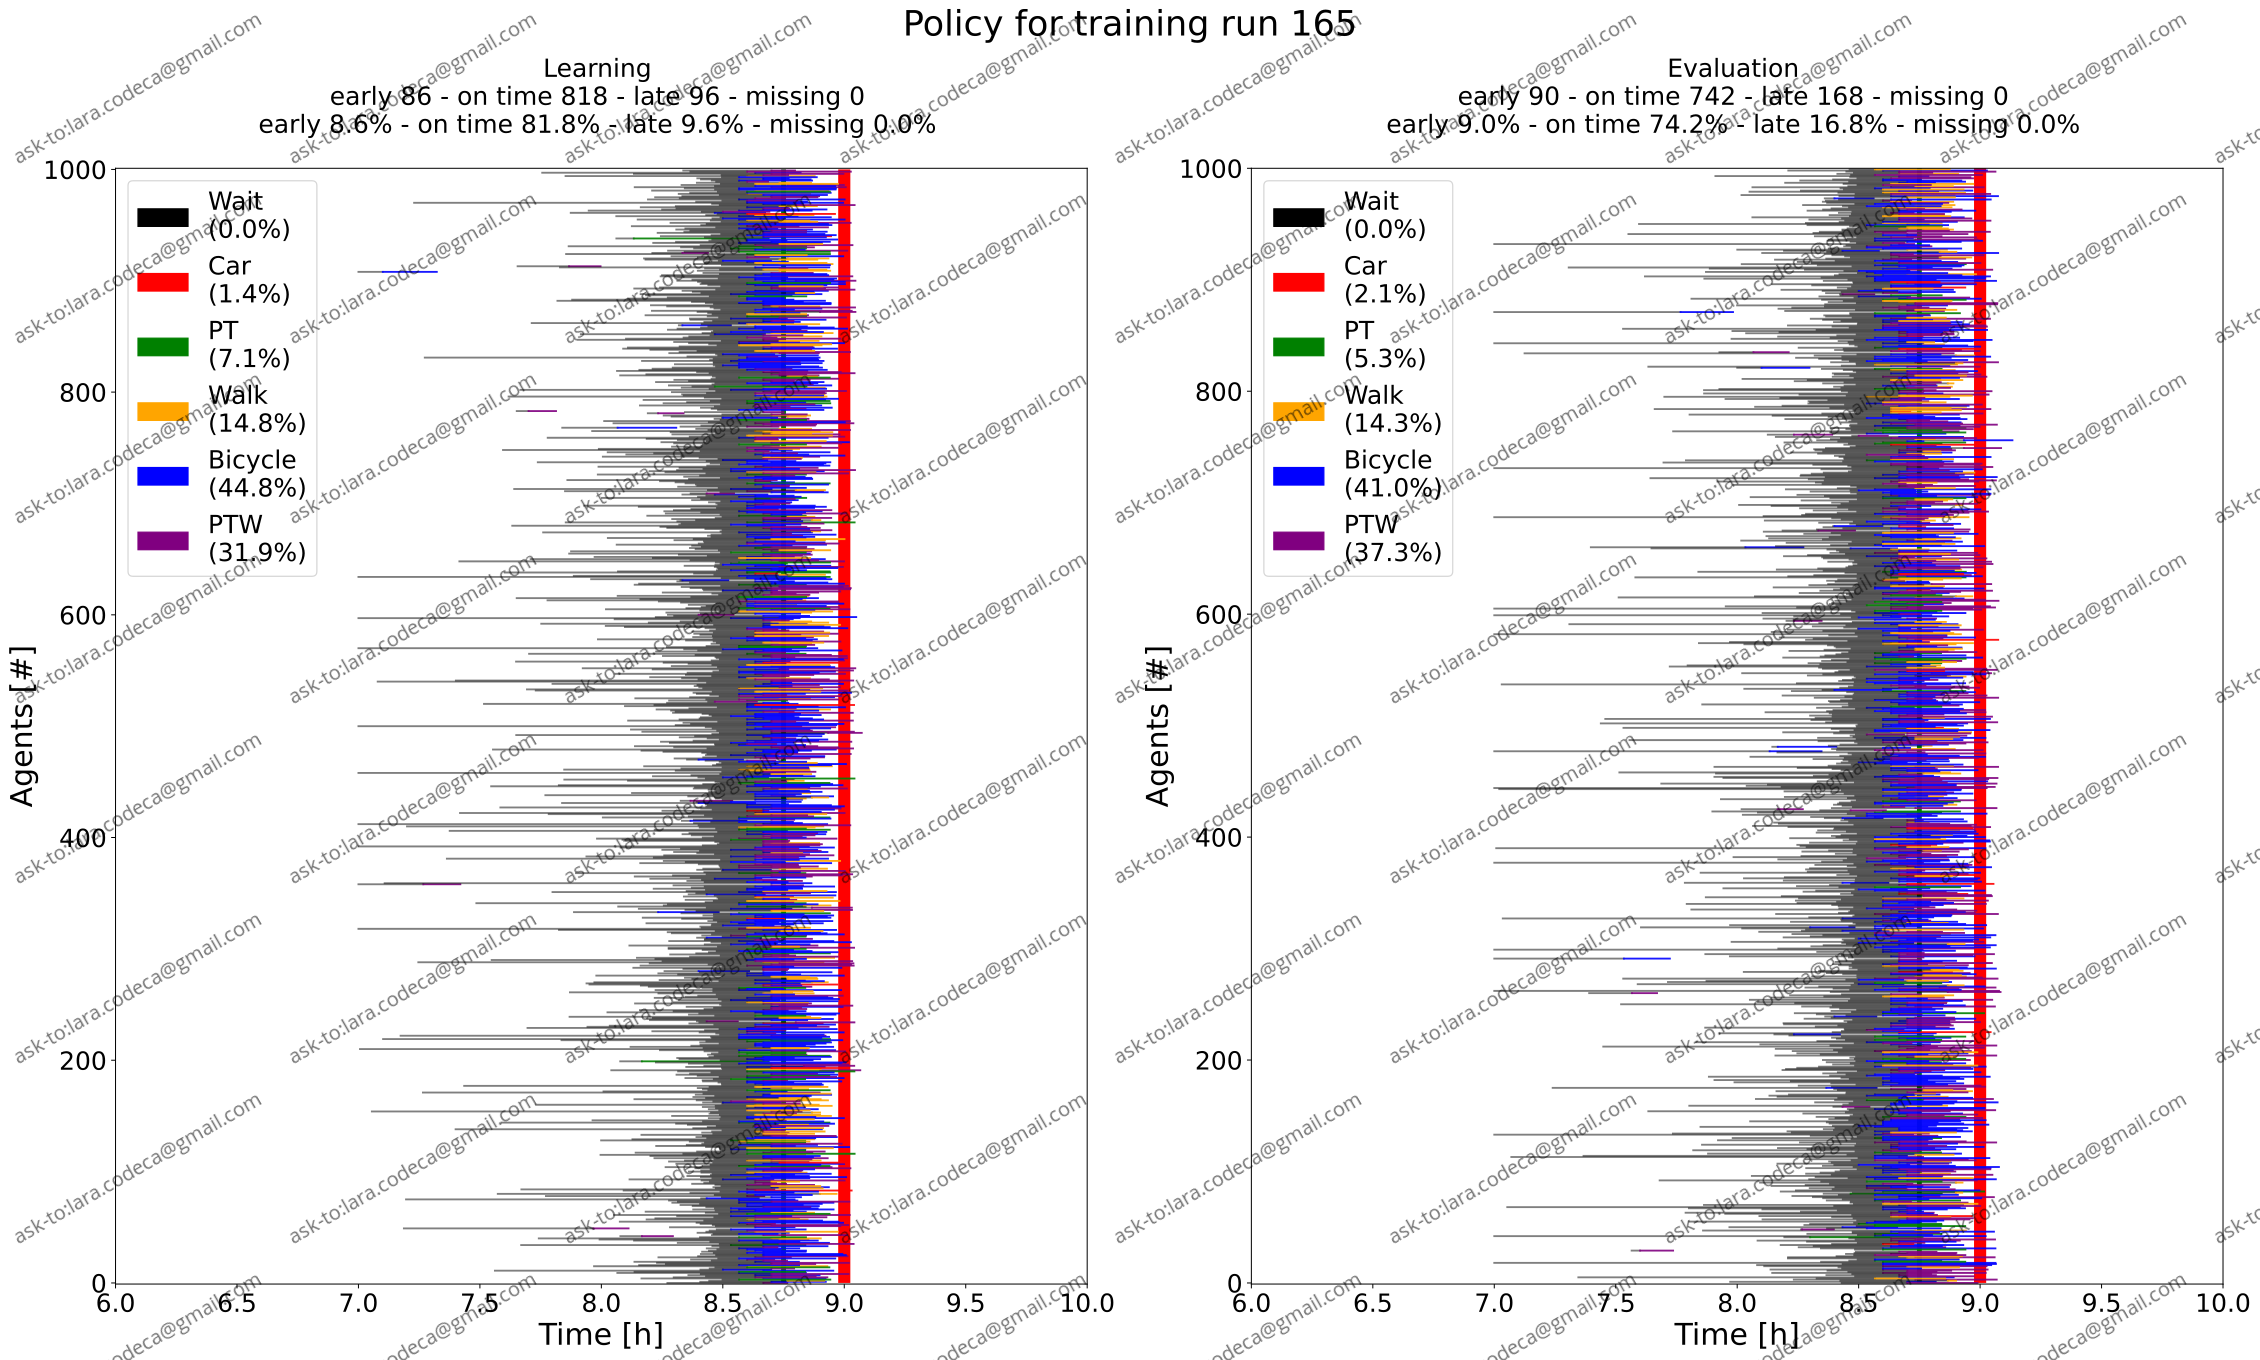 Policy for training run 165
Learning
early 86 - on time 818 - late 96 - missing 0
early 8.6% - on time 81.8% - late 9.6% - missing 0.0%
Evaluation
early 90 - on time 742 - late 168 - missing 0
early 9.0% - on time 74.2% - late 16.8% - missing 0.0%
Wait
(0.0%)
Car
(1.4%)
PT
(7.1%)
Walk
(14.8%)
Bicycle
(44.8%)
PTW
(31.9%)
1000
800
600
400
200
0
Agents [#]
6.0 6.5 7.0 7.5 8.0 8.5 9.0 9.5 10.0
Time [h]
Wait
(0.0%)
Car
(2.1%)
PT
(5.3%)
Walk
(14.3%)
Bicycle
(41.0%)
PTW
(37.3%)
1000
800
600
400
200
0
Agents [#]
6.0 6.5 7.0 7.5 8.0 8.5 9.0 9.5 10.0
Time [h]
ask-to:lara.codeca@gmail.com